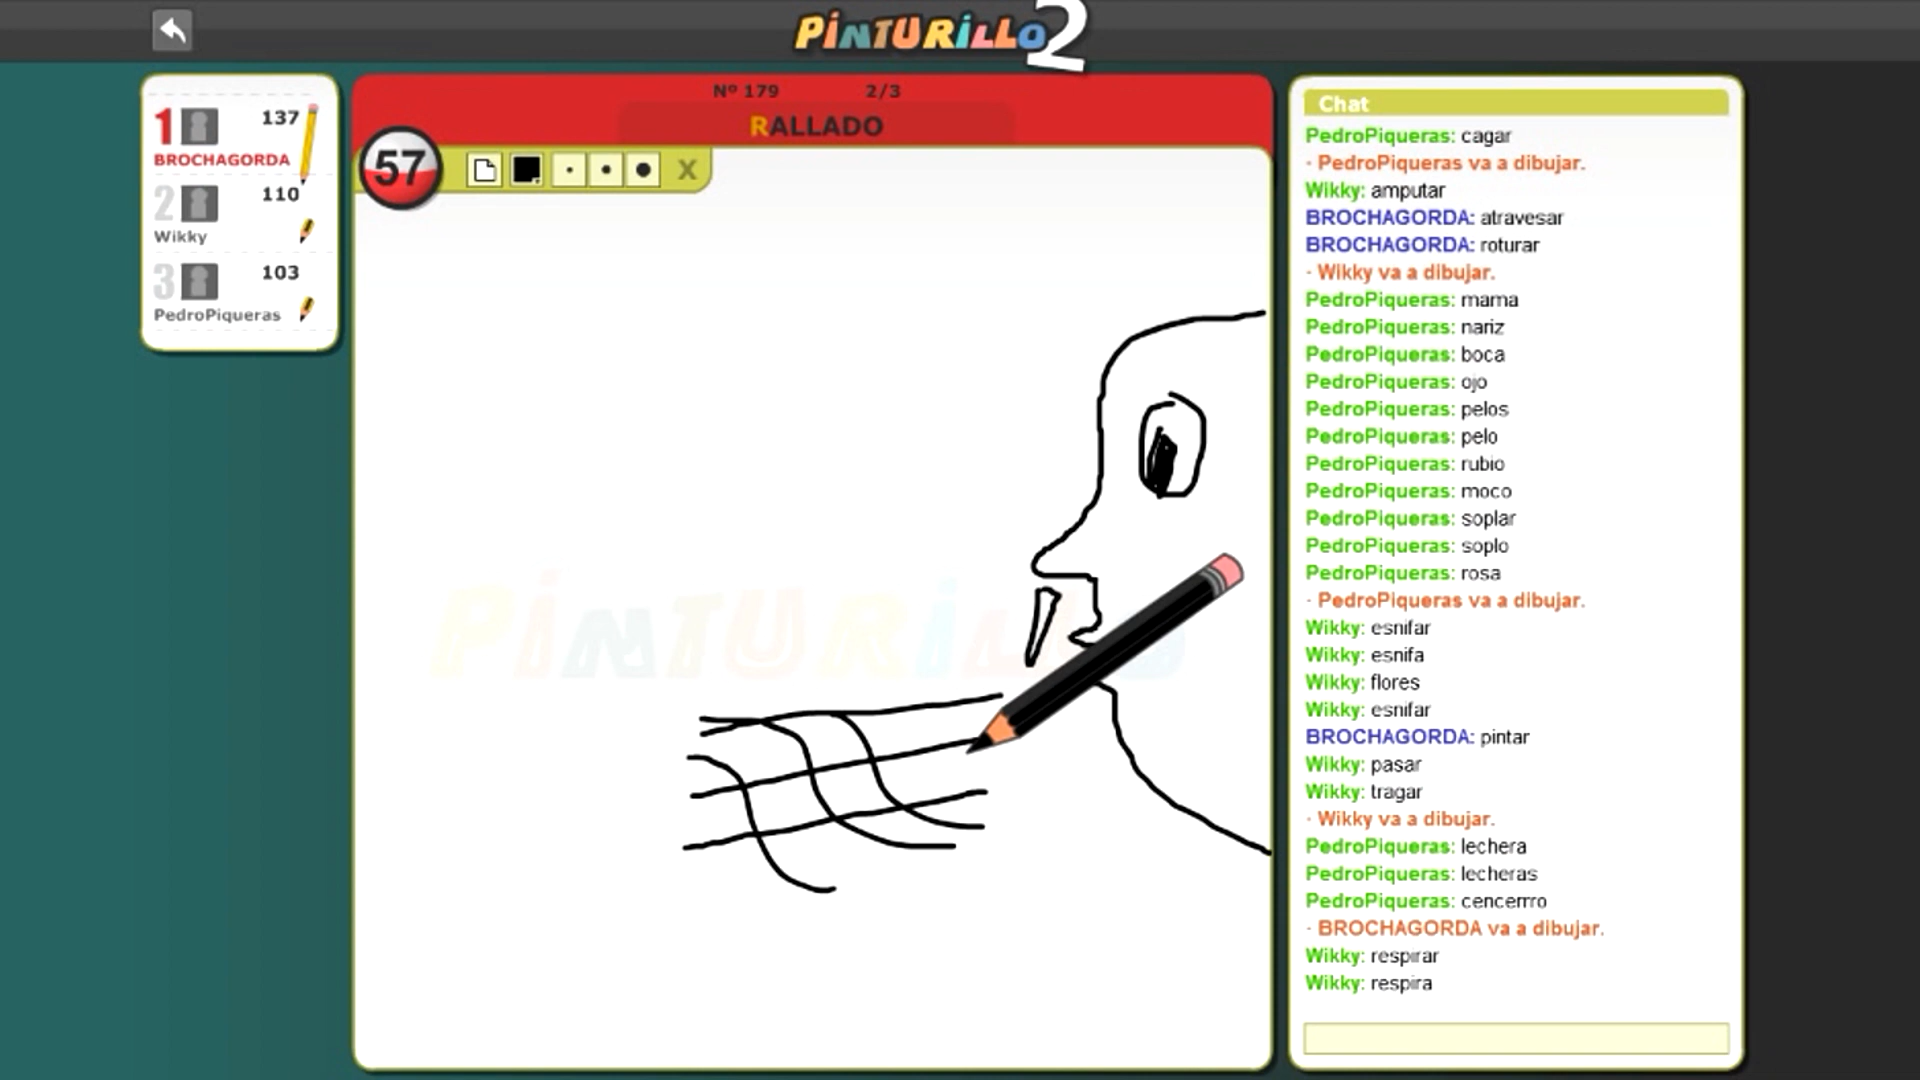 PINTURILLO 2
1 137
BROCHAGORDA
2 110
Wikky
3 103
PedroPiqueras
Nº 179 2/3
RALLADO
57
X
PINTURILLO
Chat
PedroPiqueras: cagar
· PedroPiqueras va a dibujar.
Wikky: amputar
BROCHAGORDA: atravesar
BROCHAGORDA: roturar
· Wikky va a dibujar.
PedroPiqueras: mama
PedroPiqueras: nariz
PedroPiqueras: boca
PedroPiqueras: ojo
PedroPiqueras: pelos
PedroPiqueras: pelo
PedroPiqueras: rubio
PedroPiqueras: moco
PedroPiqueras: soplar
PedroPiqueras: soplo
PedroPiqueras: rosa
· PedroPiqueras va a dibujar.
Wikky: esnifar
Wikky: esnifa
Wikky: flores
Wikky: esnifar
BROCHAGORDA: pintar
Wikky: pasar
Wikky: tragar
· Wikky va a dibujar.
PedroPiqueras: lechera
PedroPiqueras: lecheras
PedroPiqueras: cencerrro
· BROCHAGORDA va a dibujar.
Wikky: respirar
Wikky: respira